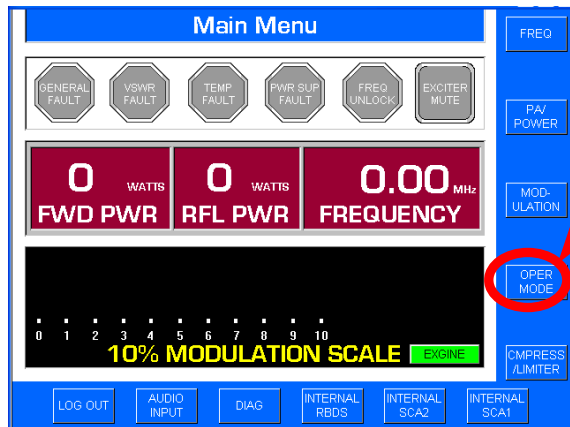 Main Menu
FREQ
GENERAL
FAULT
VSWR
FAULT
TEMP
FAULT
PWR SUP
FAULT
FREQ
UNLOCK
EXCITER
MUTE
PA/
POWER
0 WATTS
FWD PWR
0 WATTS
RFL PWR
0.00 MHz
FREQUENCY
MOD-
ULATION
OPER
MODE
0 1 2 3 4 5 6 7 8 9 10
10% MODULATION SCALE
EXGINE
CMPRESS
/LIMITER
LOG OUT
AUDIO
INPUT
DIAG
INTERNAL
RBDS
INTERNAL
SCA2
INTERNAL
SCA1